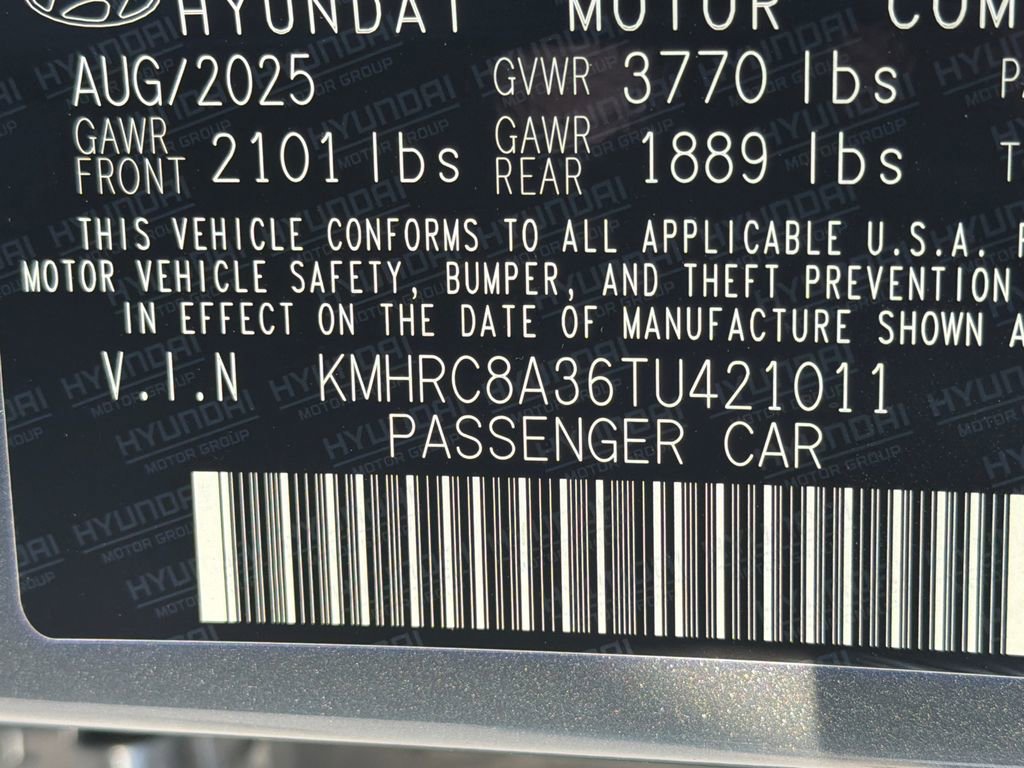 HYUNDAI MOTOR COM
AUG/2025 GVWR 3770 lbs
GAWR FRONT 2101 lbs GAWR REAR 1889 lbs
THIS VEHICLE CONFORMS TO ALL APPLICABLE U.S.A.
MOTOR VEHICLE SAFETY, BUMPER, AND THEFT PREVENTION
IN EFFECT ON THE DATE OF MANUFACTURE SHOWN A
V.I.N KMHRC8A36TU421011
PASSENGER CAR